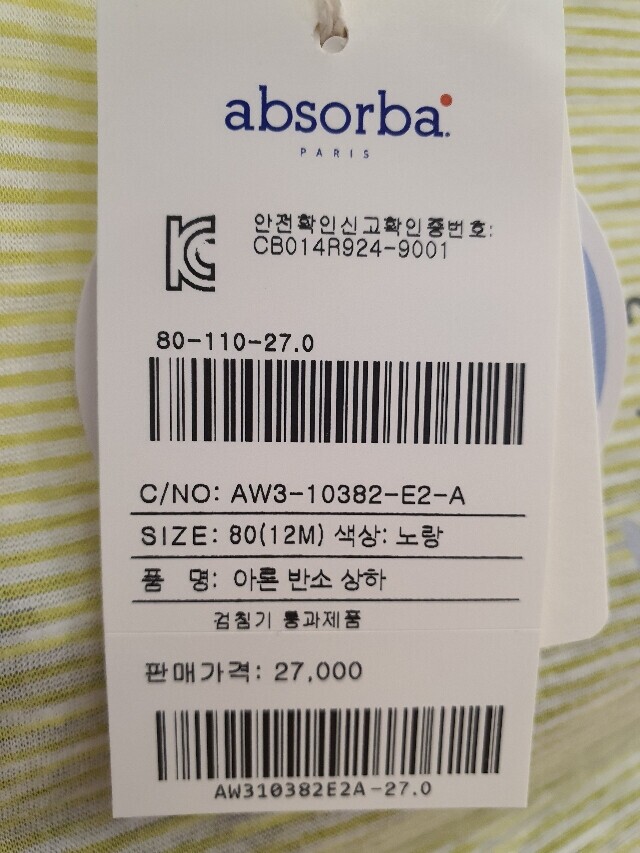 absorba.
PARIS
안전확인신고확인증번호:
CB014R924-9001
80-110-27.0
C/NO: AW3-10382-E2-A
SIZE: 80(12M) 색상: 노랑
품 명: 아론 반소 상하
검침기 통과제품
판매가격: 27,000
AW310382E2A-27.0